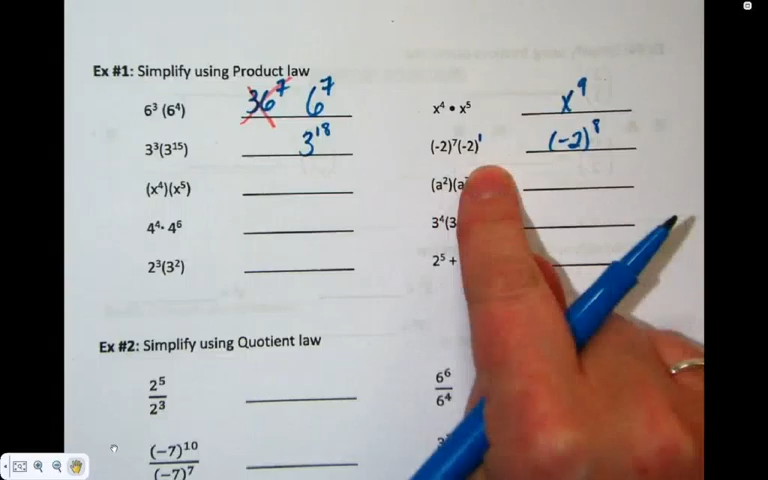 Ex #1: Simplify using Product law
6³ (6⁴) 36⁷ 6⁷ x⁴ • x⁵ x⁹
3³(3¹⁵) 3¹⁸ (-2)⁷(-2)¹ (-2)⁸
(x⁴)(x⁵) (a²)(a
4⁴· 4⁶ 3⁴(3
2³(3²) 2⁵ +
Ex #2: Simplify using Quotient law
2⁵ 6⁶
2³ 6⁴
(−7)¹⁰
(−7)⁷